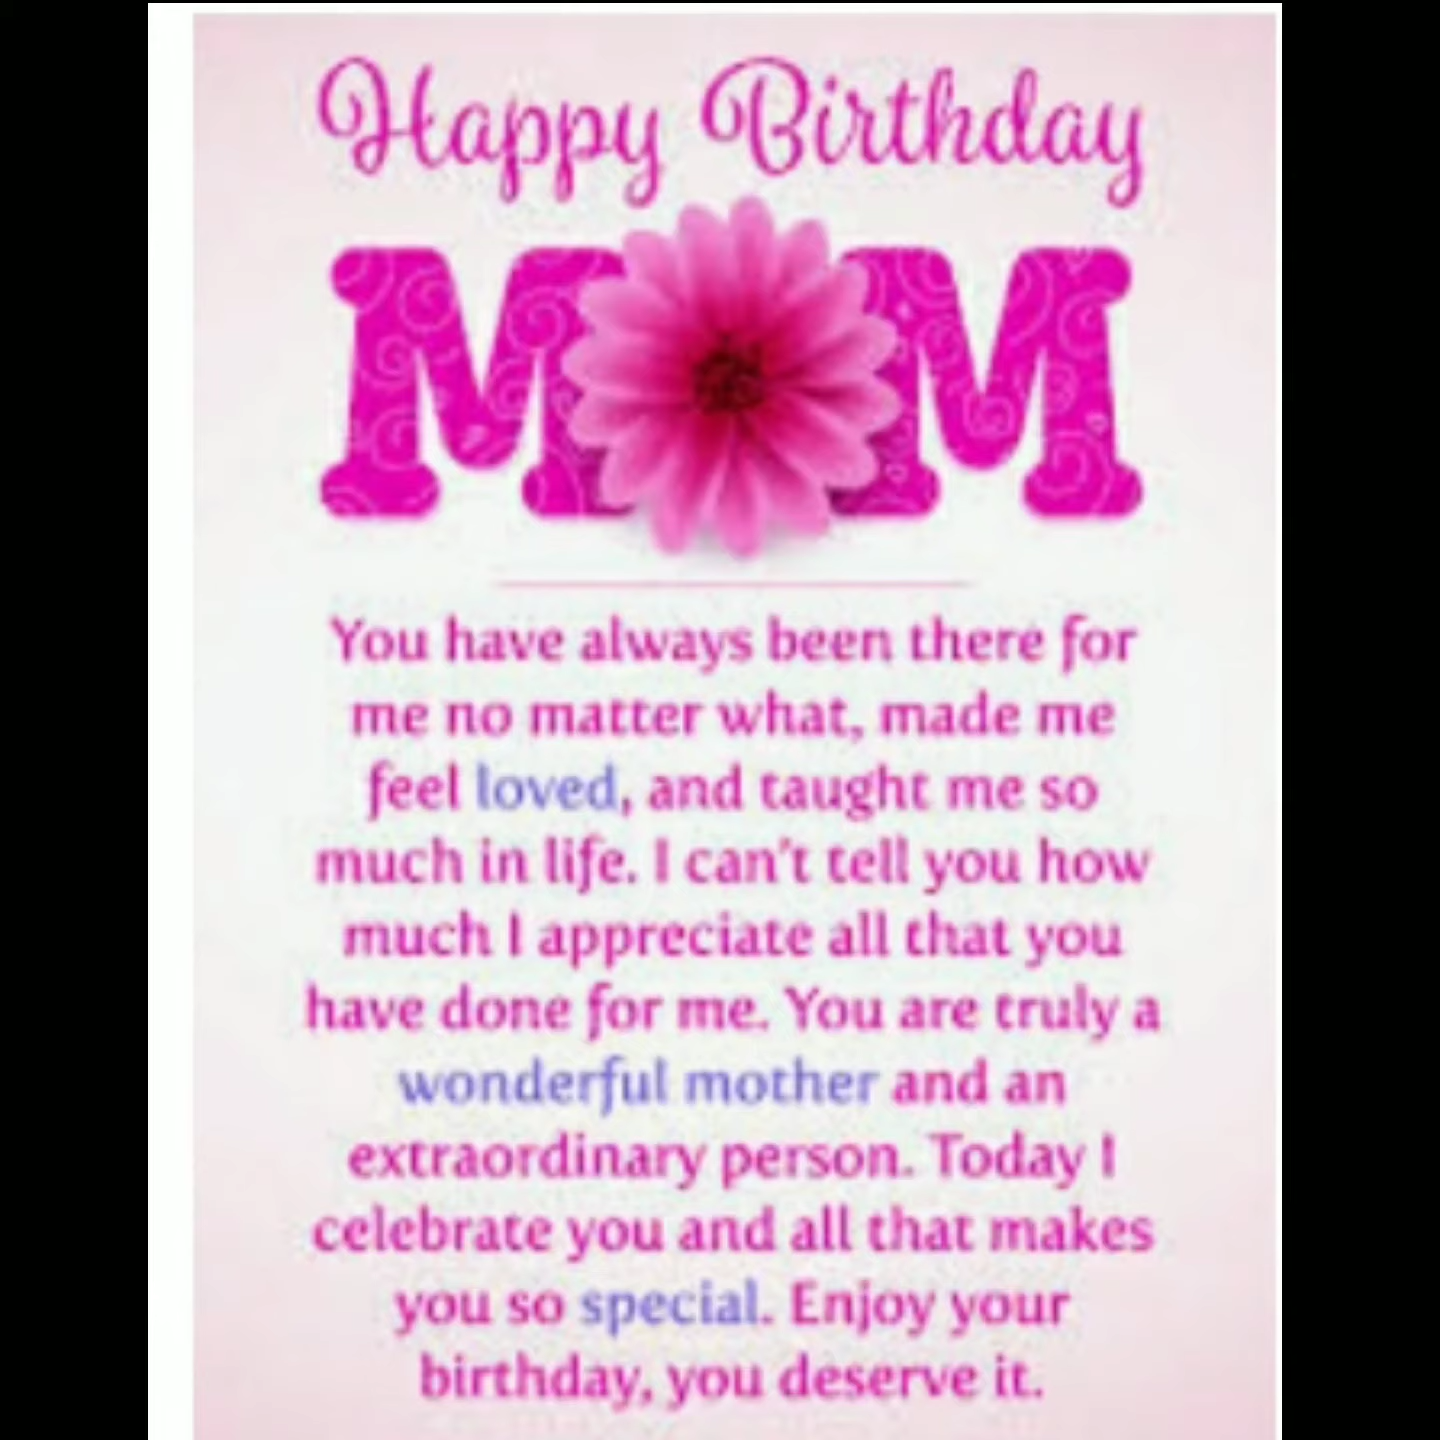 Happy Birthday
MOM
You have always been there for
me no matter what, made me
feel loved, and taught me so
much in life. I can't tell you how
much I appreciate all that you
have done for me. You are truly a
wonderful mother and an
extraordinary person. Today I
celebrate you and all that makes
you so special. Enjoy your
birthday, you deserve it.